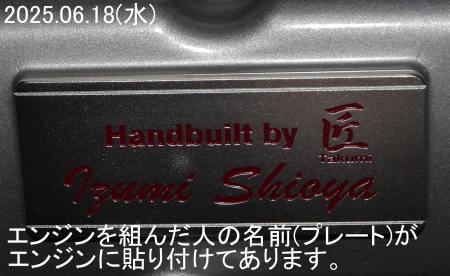 2025.06.18(水)
Handbuilt by 匠
Takumi
Izumi Shioya
エンジンを組んだ人の名前(プレート)が
エンジンに貼り付けてあります。